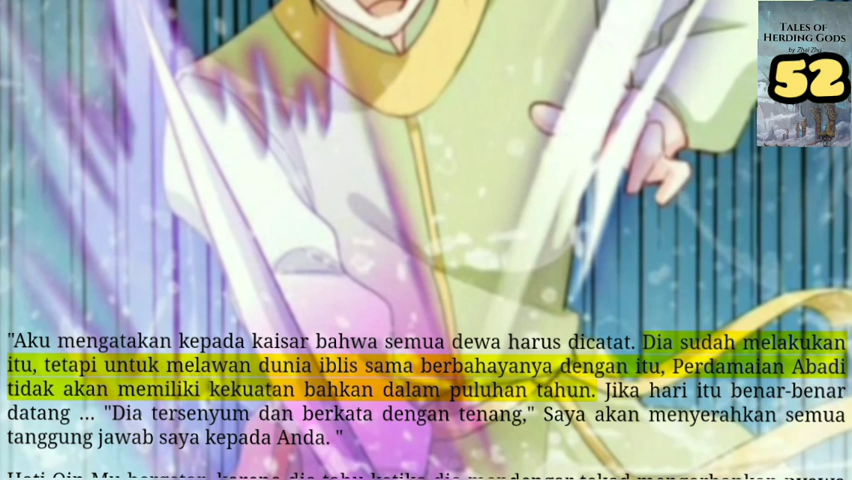 TALES OF
HERDING GODS
by Zhai Zhu
52
"Aku mengatakan kepada kaisar bahwa semua dewa harus dicatat. Dia sudah melakukan
itu, tetapi untuk melawan dunia iblis sama berbahayanya dengan itu, Perdamaian Abadi
tidak akan memiliki kekuatan bahkan dalam puluhan tahun. Jika hari itu benar-benar
datang ... "Dia tersenyum dan berkata dengan tenang," Saya akan menyerahkan semua
tanggung jawab saya kepada Anda. "